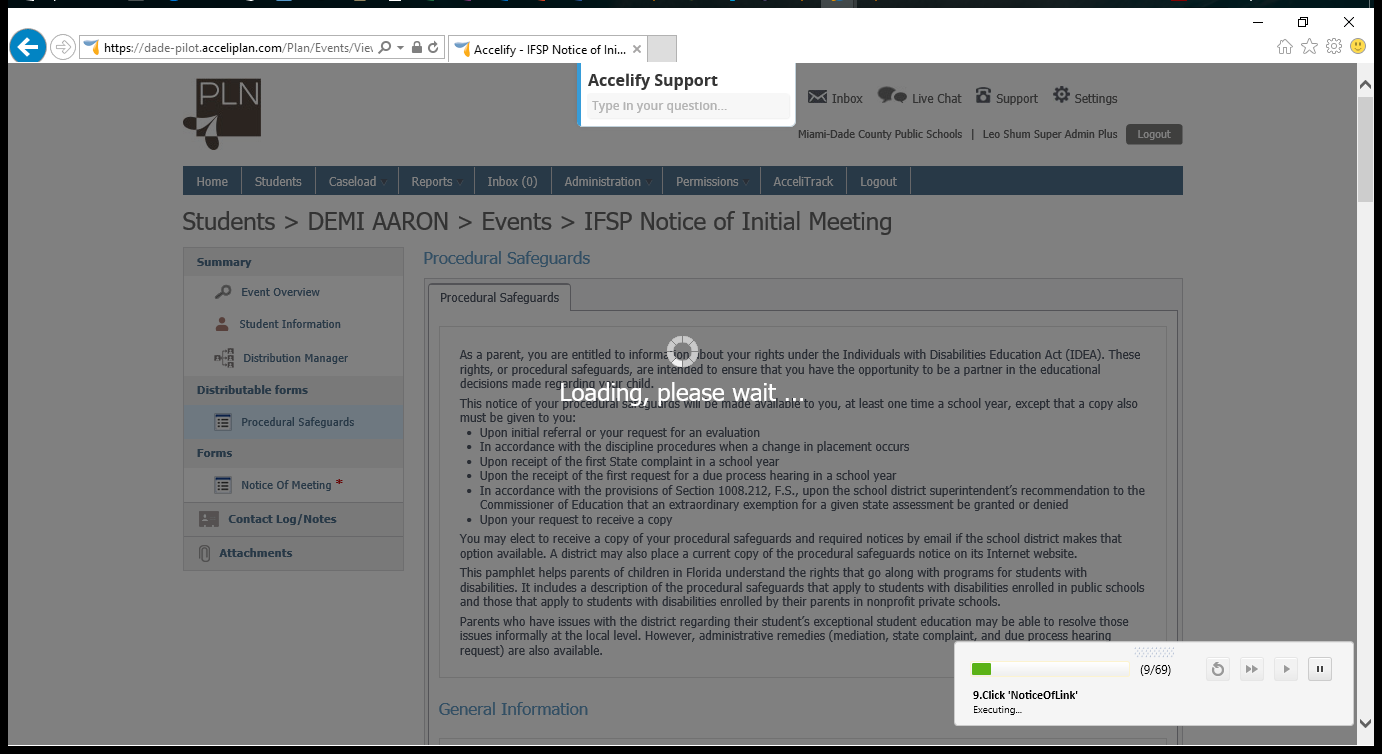 https://dade-pilot.acceliplan.com/Plan/Events/Viev
Accelify - IFSP Notice of Ini...
PLN
Accelify Support
Type in your question...
Inbox
Live Chat
Support
Settings
Miami-Dade County Public Schools | Leo Shum Super Admin Plus Logout
Home Students Caseload Reports Inbox (0) Administration Permissions AcceliTrack Logout
Students > DEMI AARON > Events > IFSP Notice of Initial Meeting
Summary
Event Overview
Student Information
Distribution Manager
Distributable forms
Procedural Safeguards
Forms
Notice Of Meeting *
Contact Log/Notes
Attachments
Procedural Safeguards
Procedural Safeguards
As a parent, you are entitled to information about your rights under the Individuals with Disabilities Education Act (IDEA). These
rights, or procedural safeguards, are intended to ensure that you have the opportunity to be a partner in the educational
decisions made regarding your child.
Loading, please wait ...
This notice of your procedural safeguards will be made available to you, at least one time a school year, except that a copy also
must be given to you:
• Upon initial referral or your request for an evaluation
• In accordance with the discipline procedures when a change in placement occurs
• Upon receipt of the first State complaint in a school year
• Upon the receipt of the first request for a due process hearing in a school year
• In accordance with the provisions of Section 1008.212, F.S., upon the school district superintendent's recommendation to the
Commissioner of Education that an extraordinary exemption for a given state assessment be granted or denied
• Upon your request to receive a copy
You may elect to receive a copy of your procedural safeguards and required notices by email if the school district makes that
option available. A district may also place a current copy of the procedural safeguards notice on its Internet website.
This pamphlet helps parents of children in Florida understand the rights that go along with programs for students with
disabilities. It includes a description of the procedural safeguards that apply to students with disabilities enrolled in public schools
and those that apply to students with disabilities enrolled by their parents in nonprofit private schools.
Parents who have issues with the district regarding their student's exceptional student education may be able to resolve those
issues informally at the local level. However, administrative remedies (mediation, state complaint, and due process hearing
request) are also available.
General Information
(9/69)
9.Click 'NoticeOfLink'
Executing...